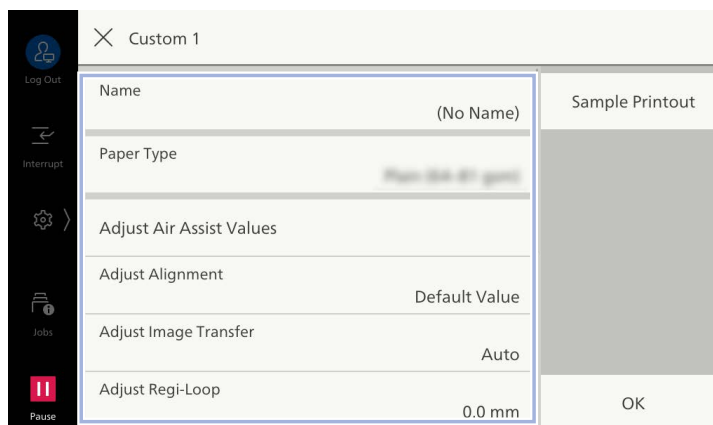 Custom 1
Log Out
Interrupt
Jobs
Pause
Name
(No Name)
Paper Type
Adjust Air Assist Values
Adjust Alignment
Default Value
Adjust Image Transfer
Auto
Adjust Regi-Loop
0.0 mm
Sample Printout
OK